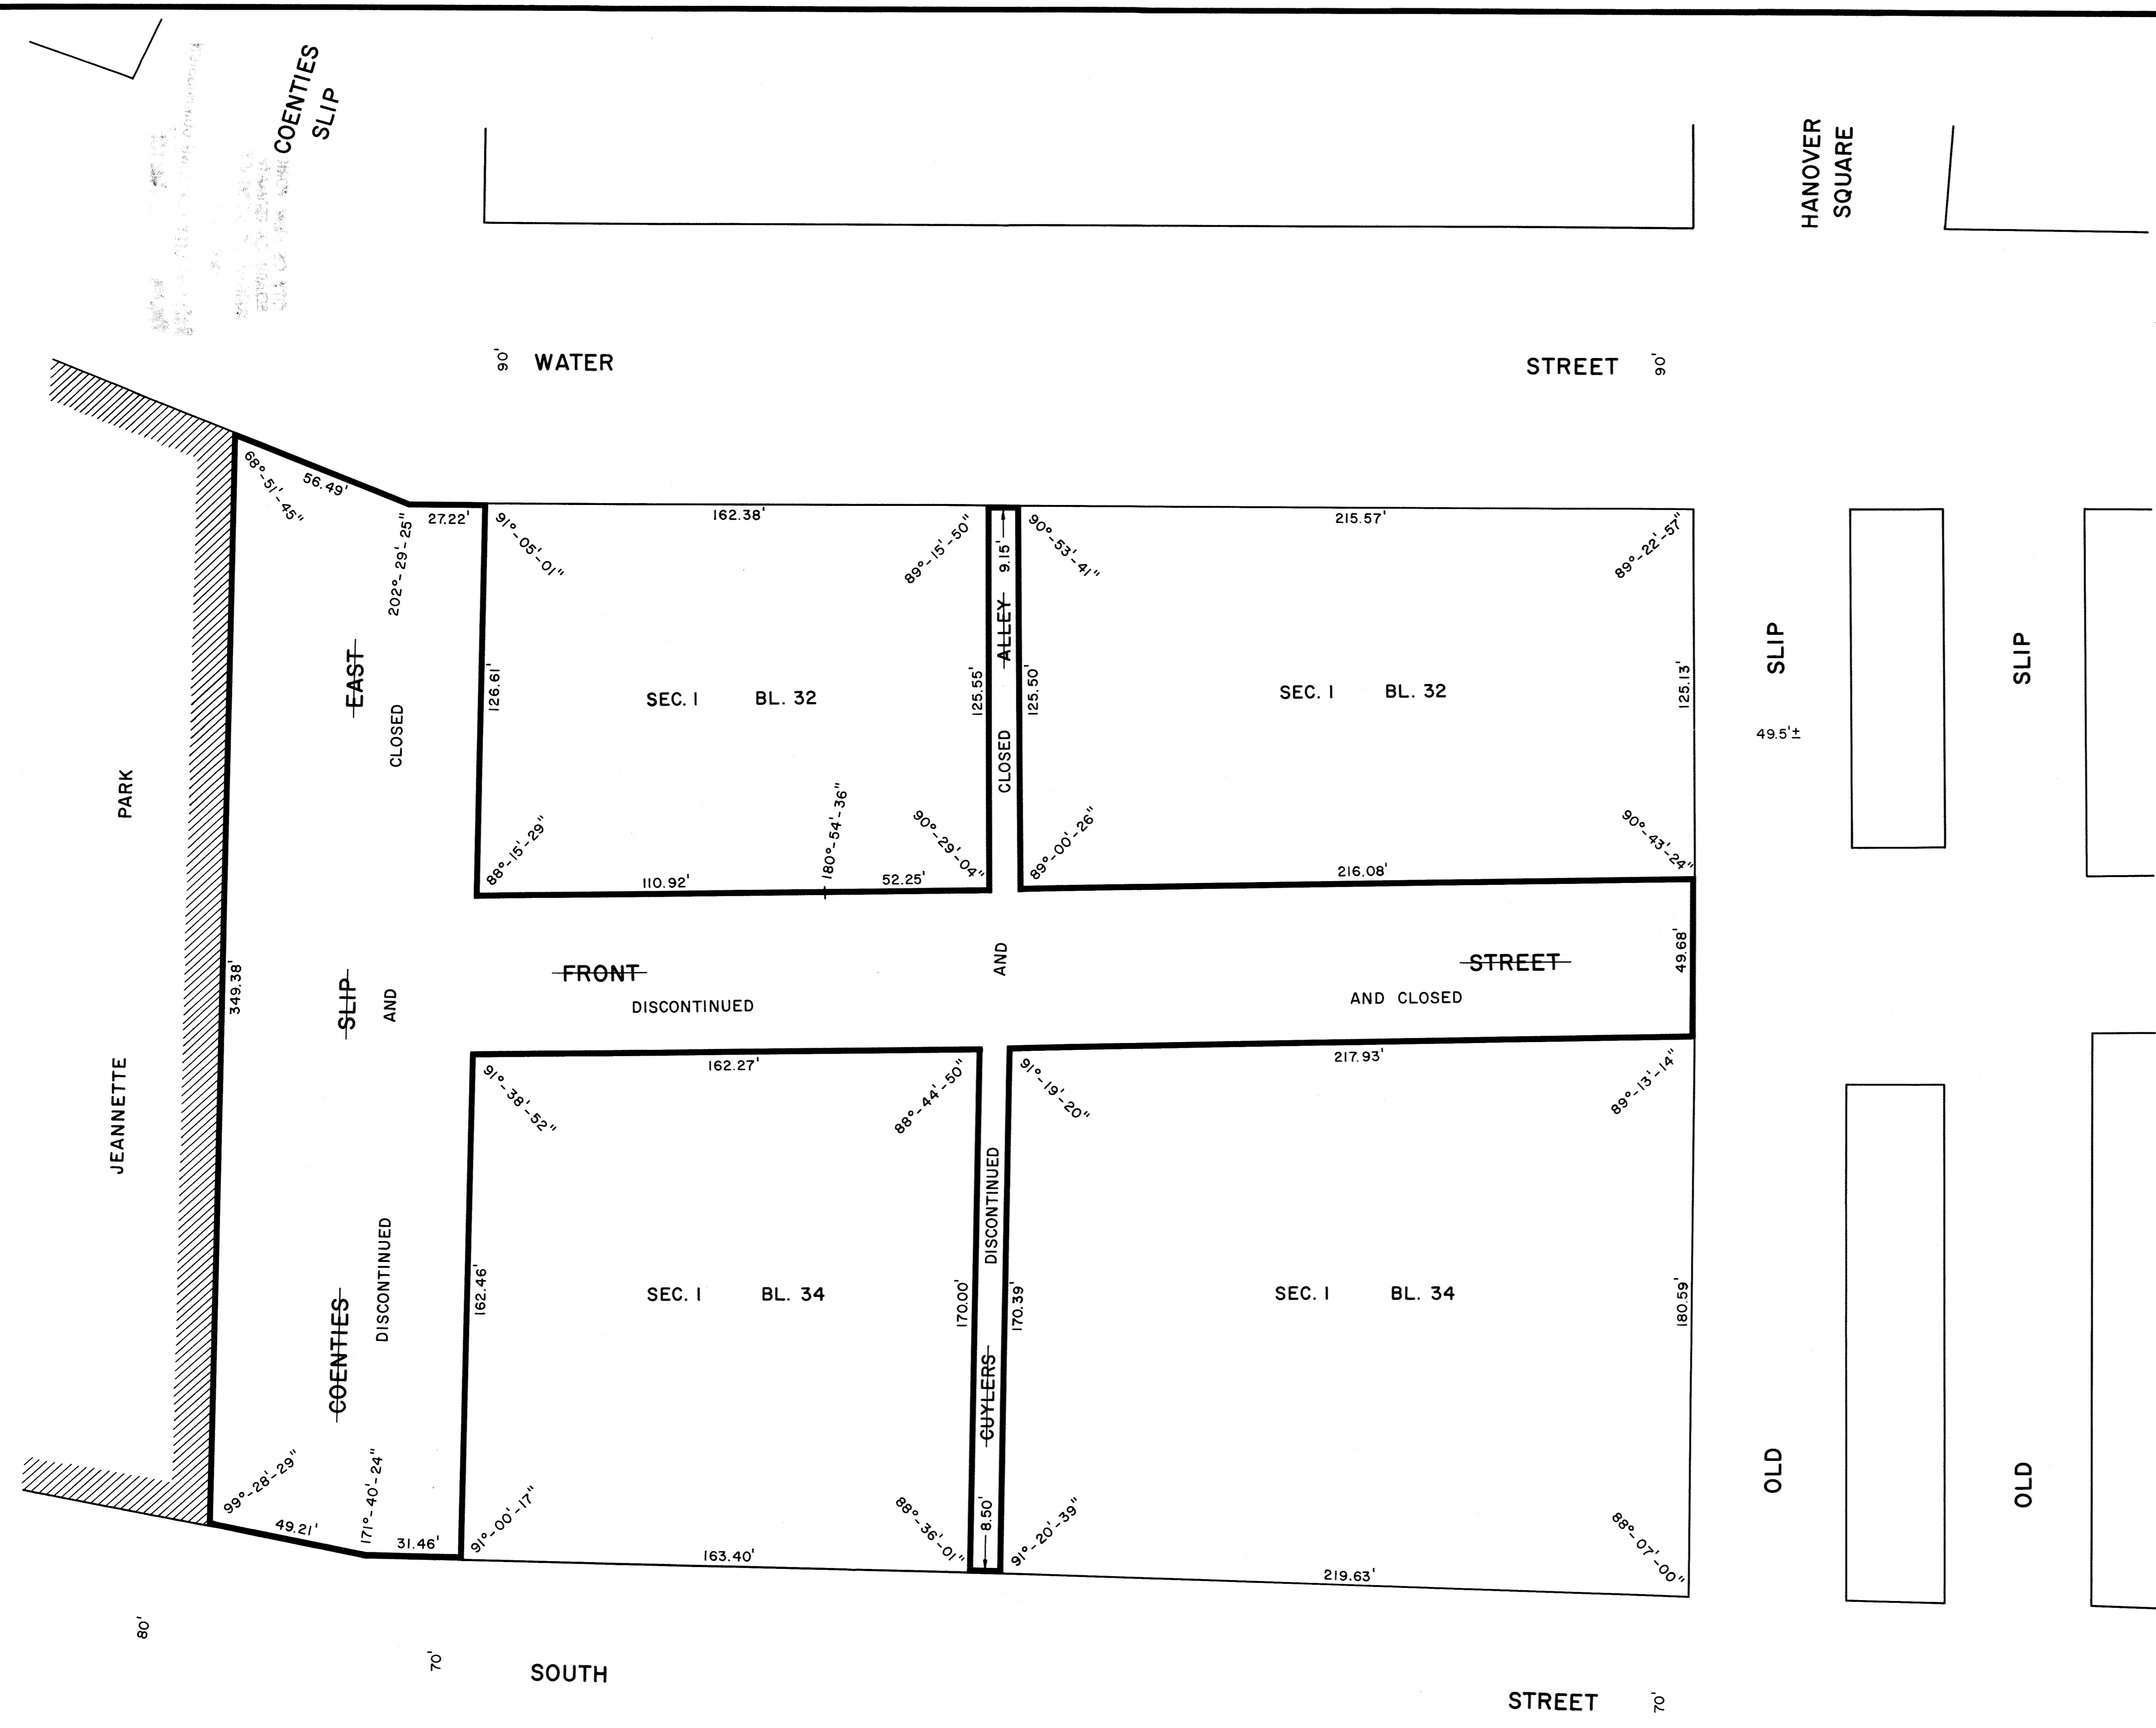 COENTIES
SLIP
HANOVER
SQUARE
90'
WATER
STREET
90'
68°-51'-45"
56.49'
27.22'
202°-29'-25"
91°-05'-01"
162.38'
89°-15'-50"
9.15'
90°-53'-41"
215.57'
89°-22'-57"
EAST
CLOSED
126.61'
SEC. 1 BL. 32
125.55'
ALLEY
CLOSED
125.50'
SEC. 1 BL. 32
125.13'
SLIP
49.5'±
SLIP
PARK
88°-15'-29"
110.92'
180°-54'-36"
52.25'
90°-29'-04"
89°-00'-26"
216.08'
90°-43'-24"
349.38'
SLIP
AND
FRONT
DISCONTINUED
AND
STREET
AND CLOSED
49.68'
JEANNETTE
91°-38'-52"
162.27'
88°-44'-50"
91°-19'-20"
217.93'
89°-13'-14"
COENTIES
DISCONTINUED
162.46'
SEC. 1 BL. 34
170.00'
DISCONTINUED
CUYLERS
170.39'
SEC. 1 BL. 34
180.59'
OLD
OLD
99°-28'-29"
49.21'
171°-40'-24"
31.46'
91°-00'-17"
163.40'
88°-36'-01"
8.50'
91°-20'-39"
219.63'
88°-07'-00"
80'
70'
SOUTH
STREET
70'